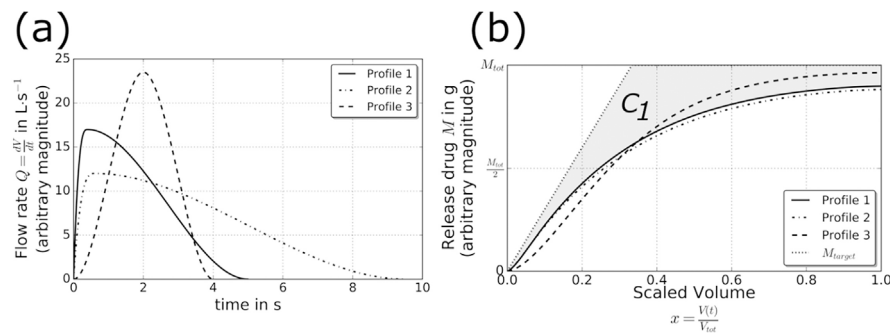 (a)
25
20
15
10
5
0
Flow rate Q = dV/dt in L·s⁻¹
(arbitrary magnitude)
Profile 1
Profile 2
Profile 3
0 2 4 6 8 10
time in s
(b)
M_tot
M_tot/2
Release drug M in g
(arbitrary magnitude)
C₁
Profile 1
Profile 2
Profile 3
M_target
0.0 0.2 0.4 0.6 0.8 1.0
Scaled Volume
x = V(t)/V_tot